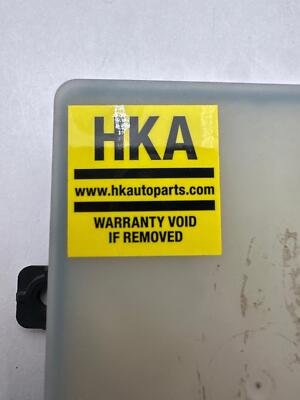 HKA
www.hkautoparts.com
WARRANTY VOID
IF REMOVED